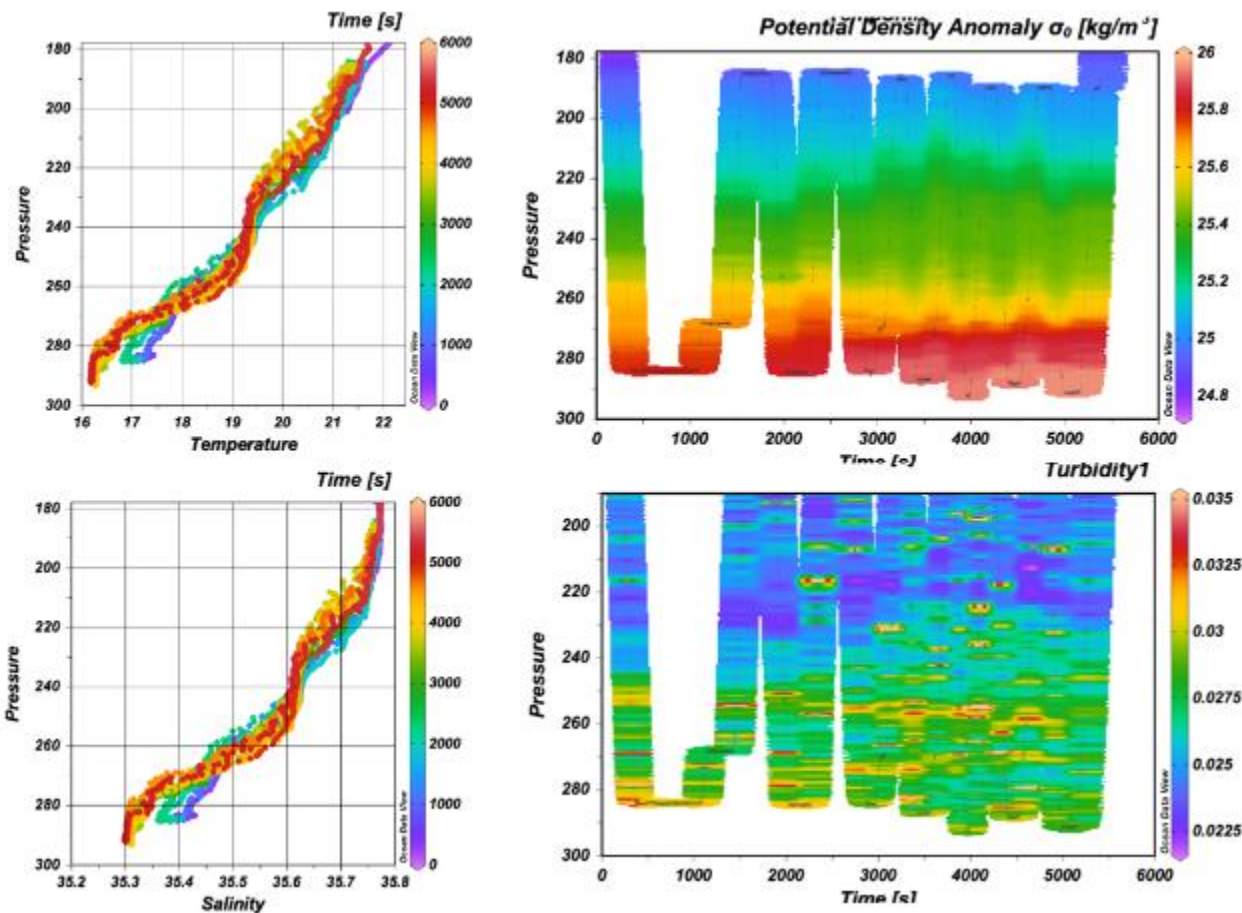 Time [s]
180
200
220
240
260
280
300
Pressure
16 17 18 19 20 21 22
Temperature
6000
5000
4000
3000
2000
1000
0
Ocean Data View
Potential Density Anomaly σ₀ [kg/m³]
180
200
220
240
260
280
300
Pressure
0 1000 2000 3000 4000 5000 6000
Time [s]
26
25.8
25.6
25.4
25.2
25
24.8
Ocean Data View
Time [s]
180
200
220
240
260
280
300
Pressure
35.2 35.3 35.4 35.5 35.6 35.7 35.8
Salinity
6000
5000
4000
3000
2000
1000
0
Ocean Data View
Turbidity1
200
220
240
260
280
300
Pressure
0 1000 2000 3000 4000 5000 6000
Time [s]
0.035
0.0325
0.03
0.0275
0.025
0.0225
Ocean Data View